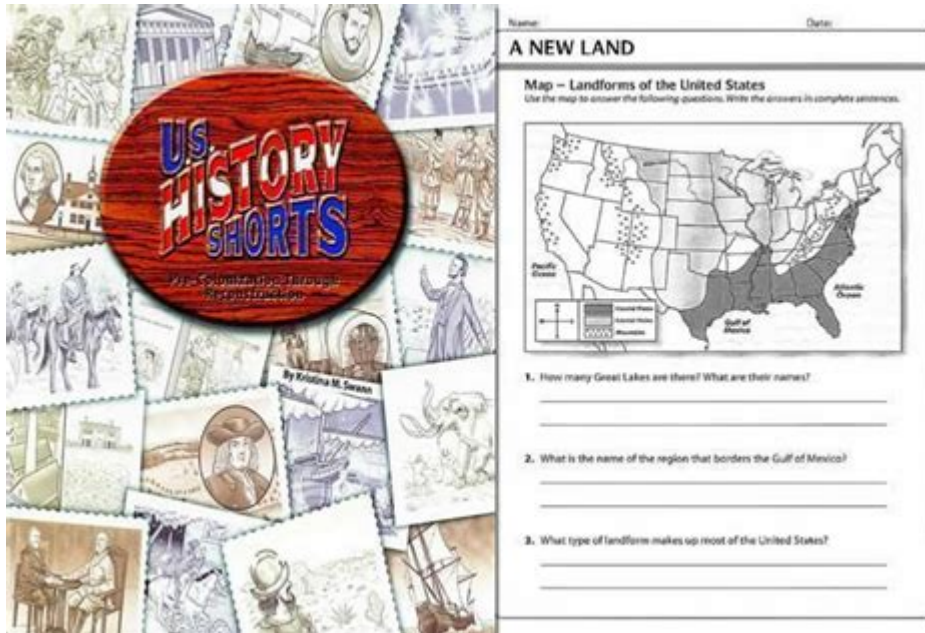 U.S.
HISTORY
SHORTS
Pre-Colonization Through
Reconstruction
By Kristina M. Swann
Name:
Date:
A NEW LAND
Map – Landforms of the United States
Use the map to answer the following questions. Write the answers in complete sentences.
Pacific
Ocean
Atlantic
Ocean
Gulf of
Mexico
Coastal Plains
Mountains
1. How many Great Lakes are there? What are their names?
2. What is the name of the region that borders the Gulf of Mexico?
3. What type of landform makes up most of the United States?